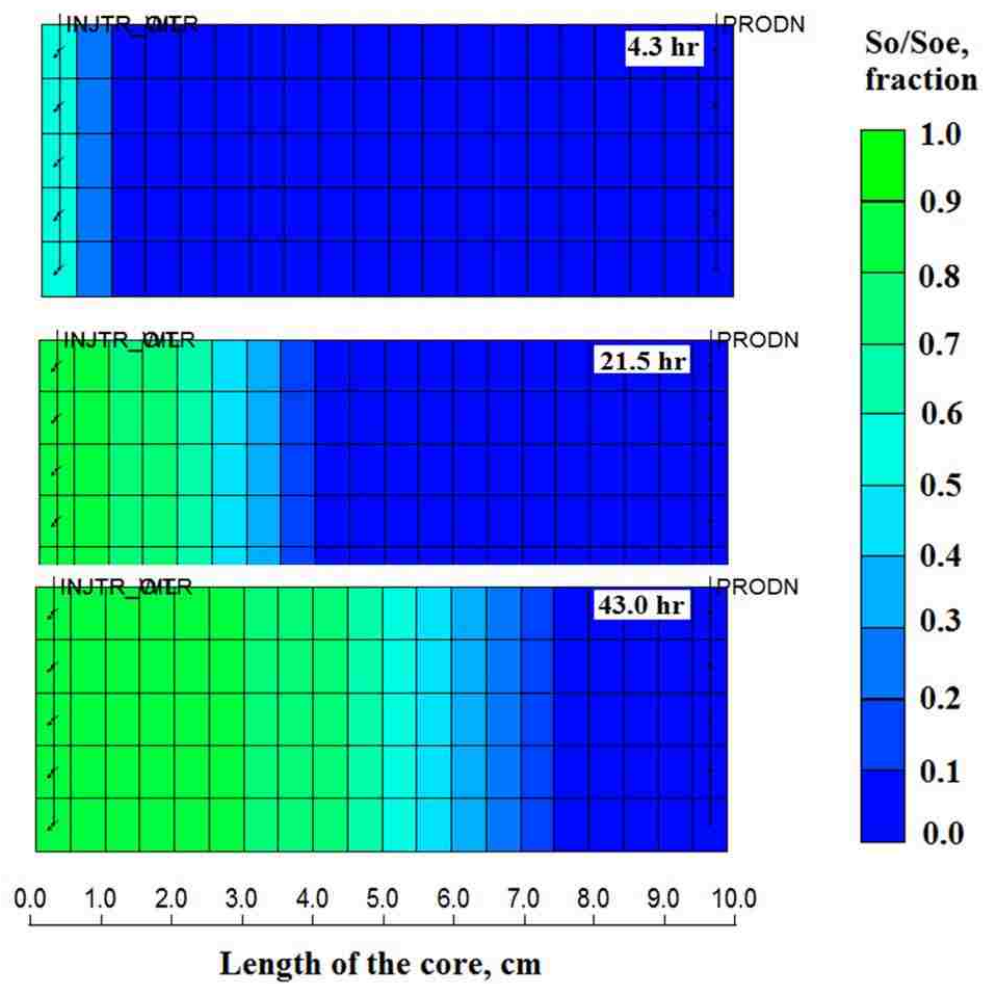 INJTR_
PRODN
4.3 hr
So/Soe,
fraction
1.0
0.9
0.8
0.7
0.6
0.5
0.4
0.3
0.2
0.1
0.0
INJTR_
PRODN
21.5 hr
INJTR_
PRODN
43.0 hr
0.0 1.0 2.0 3.0 4.0 5.0 6.0 7.0 8.0 9.0 10.0
Length of the core, cm